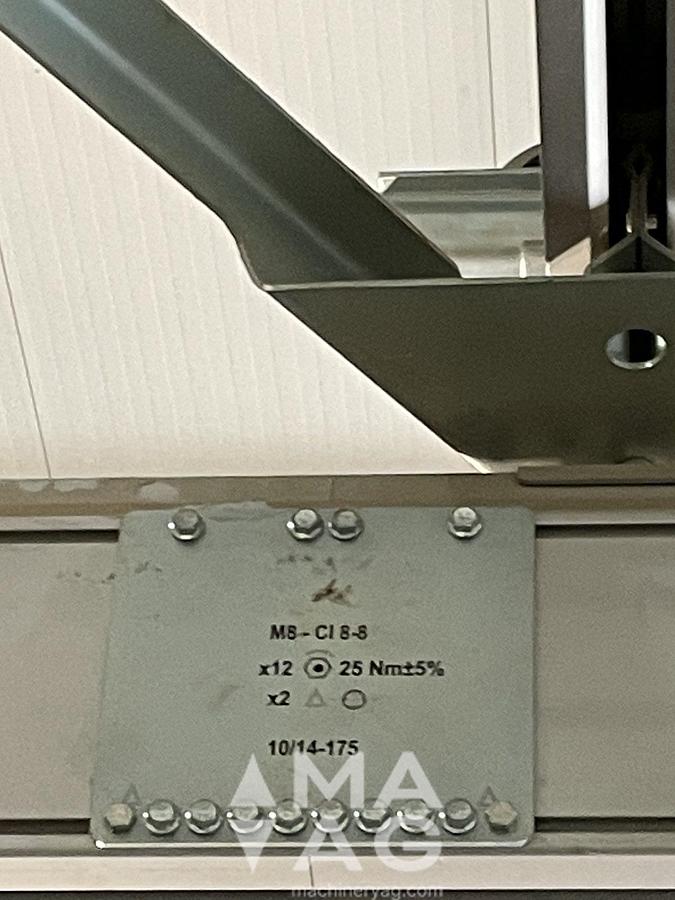 M8 - Cl 8-8
x12 25 Nm±5%
x2
10/14-175
MA
AG
machineryag.com